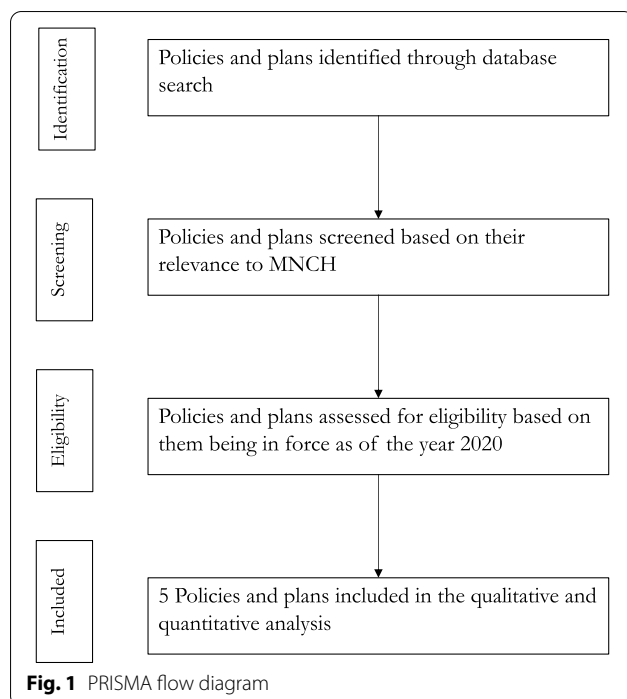 Identification
Policies and plans identified through database
search
Screening
Policies and plans screened based on their
relevance to MNCH
Eligibility
Policies and plans assessed for eligibility based on
them being in force as of the year 2020
Included
5 Policies and plans included in the qualitative and
quantitative analysis
Fig. 1 PRISMA flow diagram